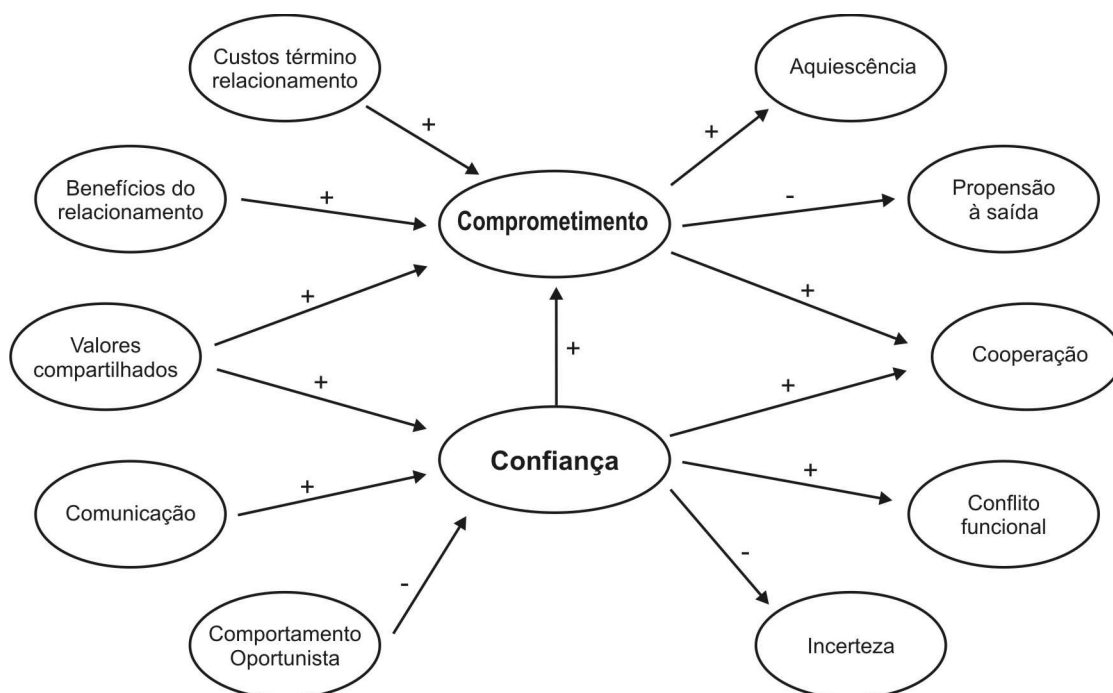 Custos término
relacionamento
+
Aquiescência
+
Benefícios do
relacionamento
+
Comprometimento
-
Propensão
à saída
+
+
Valores
compartilhados
+
+
+
Cooperação
Comunicação
+
Confiança
+
Conflito
funcional
-
-
Comportamento
Oportunista
Incerteza